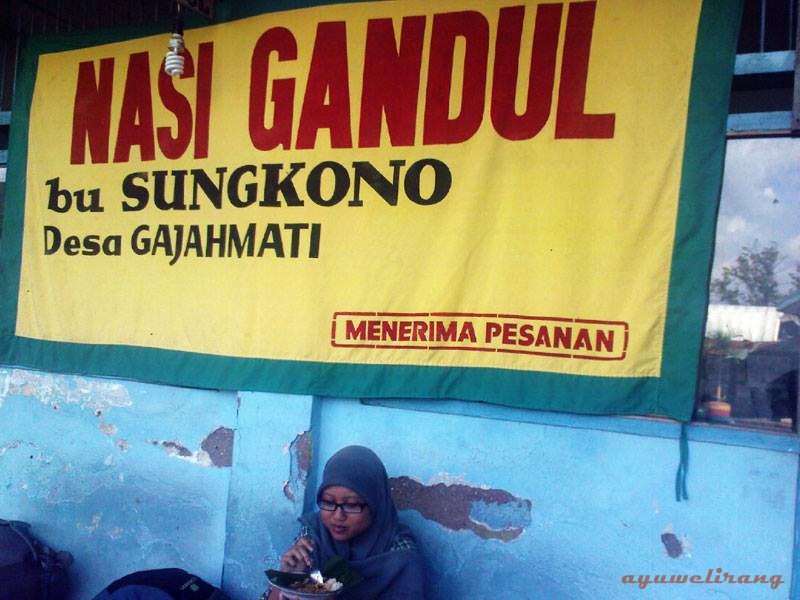 NASI GANDUL
bu SUNGKONO
Desa GAJAHMATI
MENERIMA PESANAN
ayuwelirang